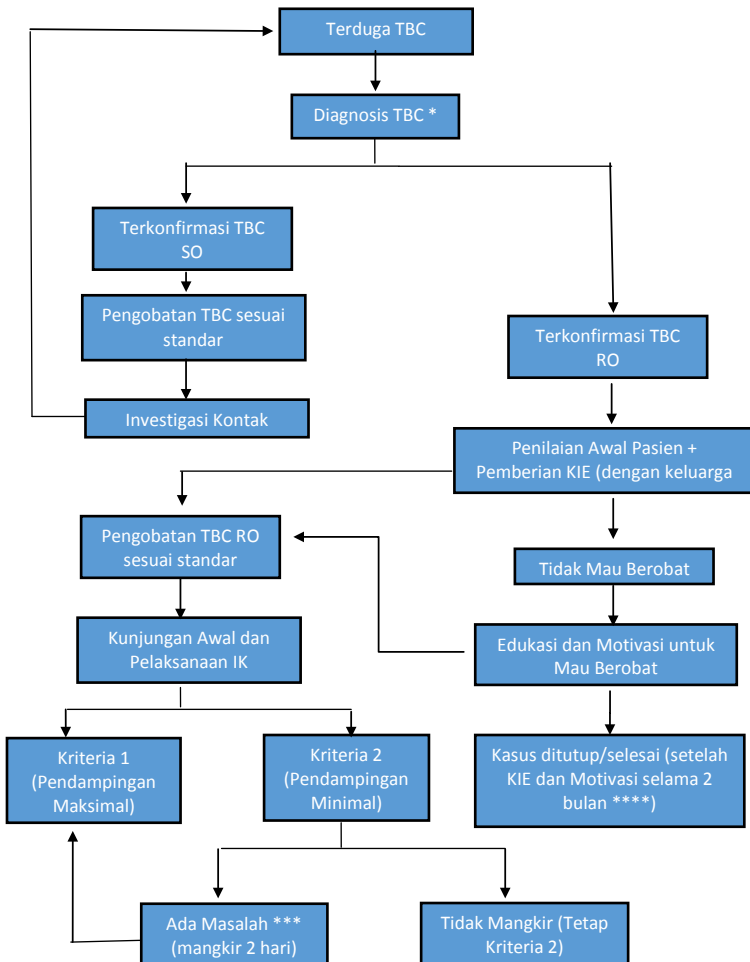 Terduga TBC
Diagnosis TBC *
Terkonfirmasi TBC
SO
Pengobatan TBC sesuai
standar
Investigasi Kontak
Terkonfirmasi TBC
RO
Penilaian Awal Pasien +
Pemberian KIE (dengan keluarga
Pengobatan TBC RO
sesuai standar
Tidak Mau Berobat
Kunjungan Awal dan
Pelaksanaan IK
Edukasi dan Motivasi untuk
Mau Berobat
Kriteria 1
(Pendampingan
Maksimal)
Kriteria 2
(Pendampingan
Minimal)
Kasus ditutup/selesai (setelah
KIE dan Motivasi selama 2
bulan ****)
Ada Masalah ***
(mangkir 2 hari)
Tidak Mangkir (Tetap
Kriteria 2)